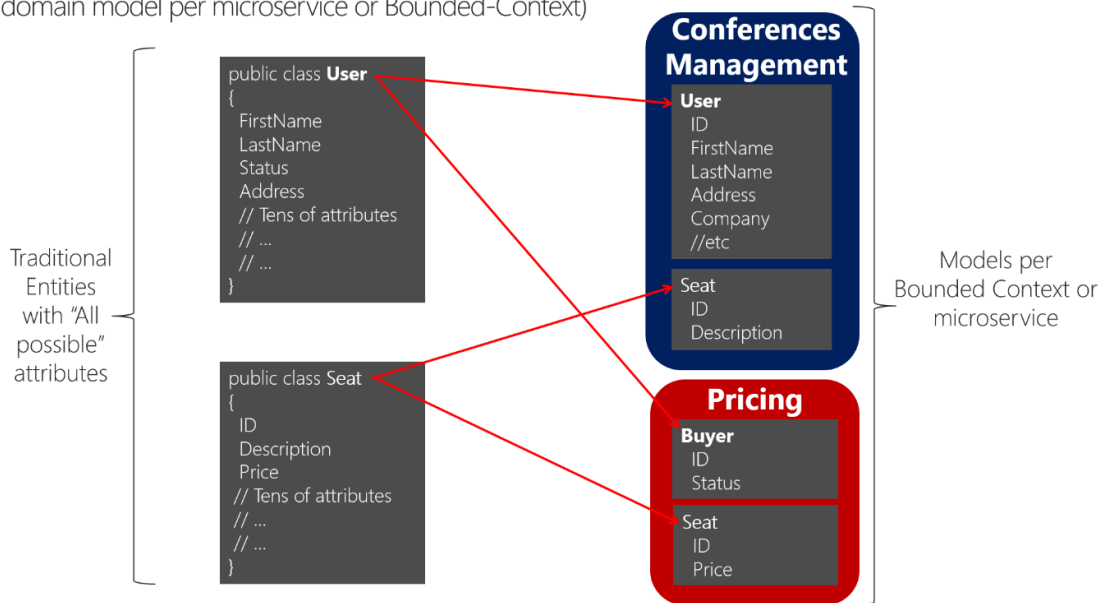 domain model per microservice or Bounded-Context)
Traditional
Entities
with “All
possible”
attributes
public class User
{
FirstName
LastName
Status
Address
// Tens of attributes
// ...
// ...
}
public class Seat
{
ID
Description
Price
// Tens of attributes
// ...
// ...
}
Conferences
Management
User
ID
FirstName
LastName
Address
Company
//etc
Seat
ID
Description
Pricing
Buyer
ID
Status
Seat
ID
Price
Models per
Bounded Context or
microservice